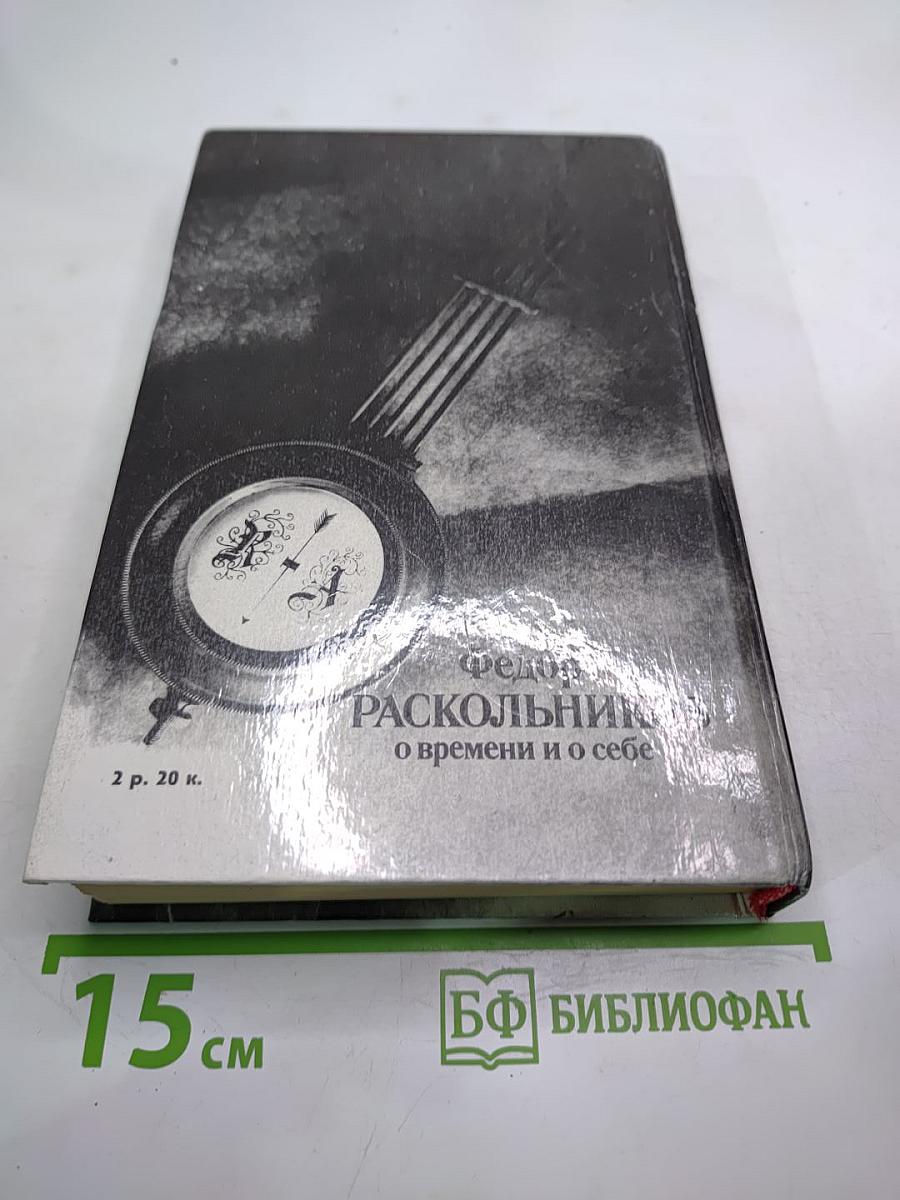 R
A
Федор
РАСКОЛЬНИКОВ
о времени и о себе
2 р. 20 к.
15 см
БФ БИБЛИОФАН